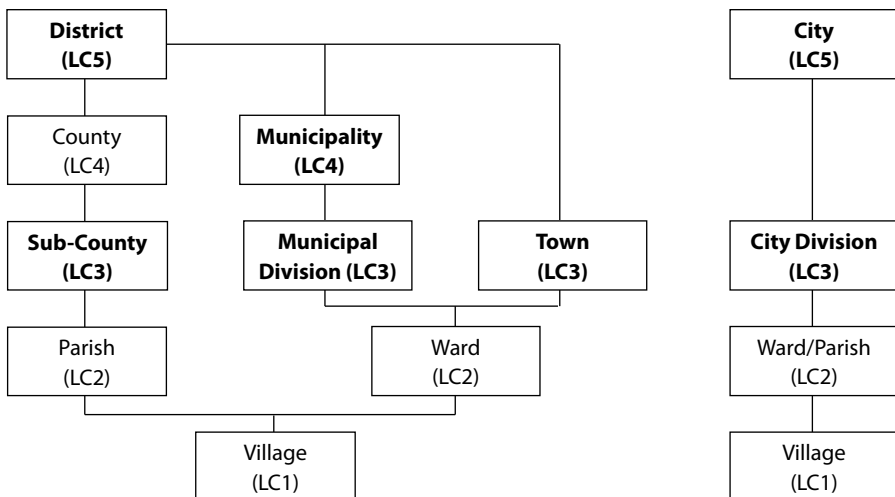 District
(LC5)
City
(LC5)
County
(LC4)
Municipality
(LC4)
Sub-County
(LC3)
Municipal
Division (LC3)
Town
(LC3)
City Division
(LC3)
Parish
(LC2)
Ward
(LC2)
Ward/Parish
(LC2)
Village
(LC1)
Village
(LC1)